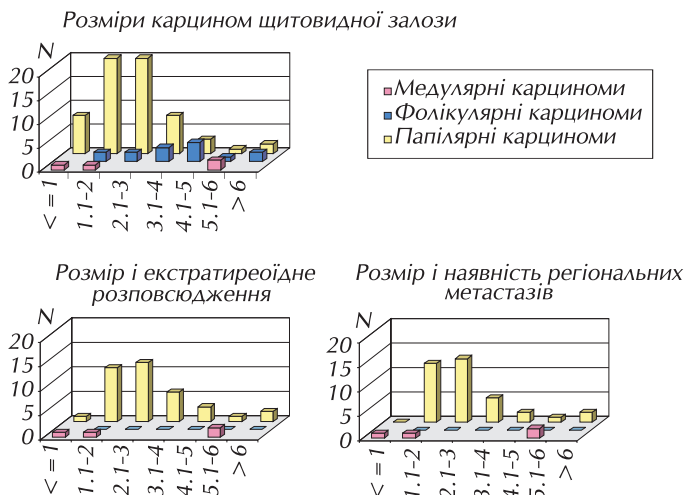 Розміри карцином щитовидної залози
N
20
15
10
5
0
< = 1
1.1-2
2.1-3
3.1-4
4.1-5
5.1-6
> 6
Медулярні карциноми
Фолікулярні карциноми
Папілярні карциноми
Розмір і екстратиреоїдне
розповсюдження
N
20
15
10
5
0
< = 1
1.1-2
2.1-3
3.1-4
4.1-5
5.1-6
> 6
Розмір і наявність регіональних
метастазів
N
20
15
10
5
0
< = 1
1.1-2
2.1-3
3.1-4
4.1-5
5.1-6
> 6